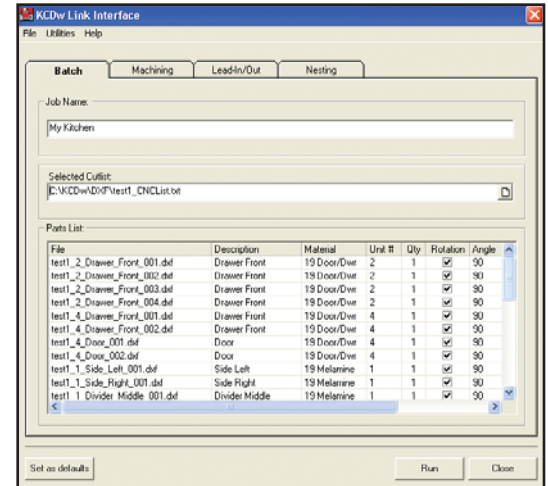 KCDw Link Interface
File Utilities Help
Batch Machining Lead-In/Out Nesting
Job Name:
My Kitchen
Selected Cutlist:
C:\KCDw\DXF\test1_CNCList.txt
Parts List:
File Description Material Unit # Qty Rotation Angle
test1_2_Drawer_Front_001.dxf Drawer Front 19 Door/Dwr 2 1 90
test1_2_Drawer_Front_002.dxf Drawer Front 19 Door/Dwr 2 1 90
test1_2_Drawer_Front_003.dxf Drawer Front 19 Door/Dwr 2 1 90
test1_2_Drawer_Front_004.dxf Drawer Front 19 Door/Dwr 2 1 90
test1_4_Drawer_Front_001.dxf Drawer Front 19 Door/Dwr 4 1 90
test1_4_Drawer_Front_002.dxf Drawer Front 19 Door/Dwr 4 1 90
test1_4_Door_001.dxf Door 19 Door/Dwr 4 1 90
test1_4_Door_002.dxf Door 19 Door/Dwr 4 1 90
test1_1_Side_Left_001.dxf Side Left 19 Melamine 1 1 90
test1_1_Side_Right_001.dxf Side Right 19 Melamine 1 1 90
test1_1_Divider_Middle_001.dxf Divider Middle 19 Melamine 1 1 90
Set as defaults Run Close